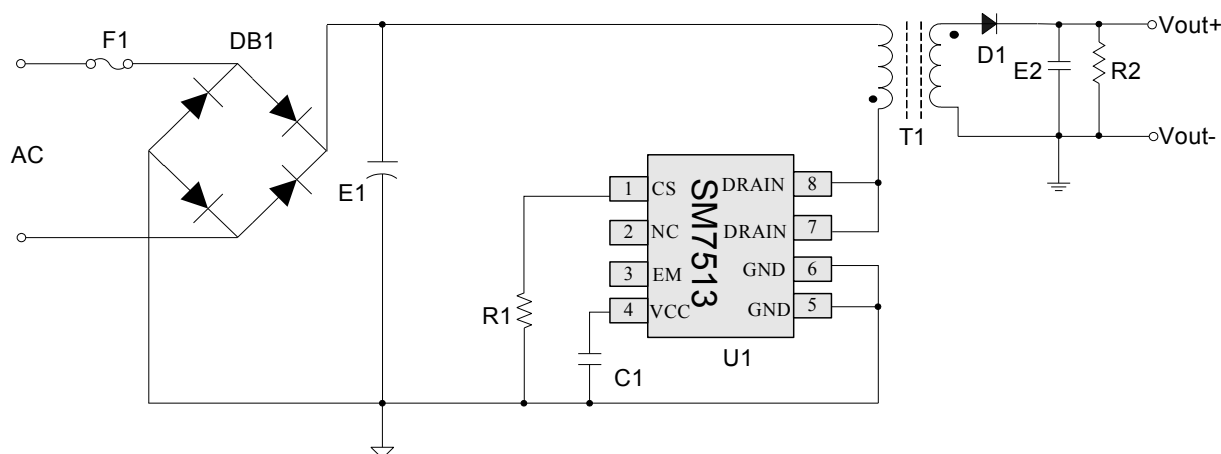 F1
DB1
AC
E1
T1
D1
E2
R2
Vout+
Vout-
1 CS
2 NC
3 EM
4 VCC
SM7513
DRAIN 8
DRAIN 7
GND 6
GND 5
U1
R1
C1